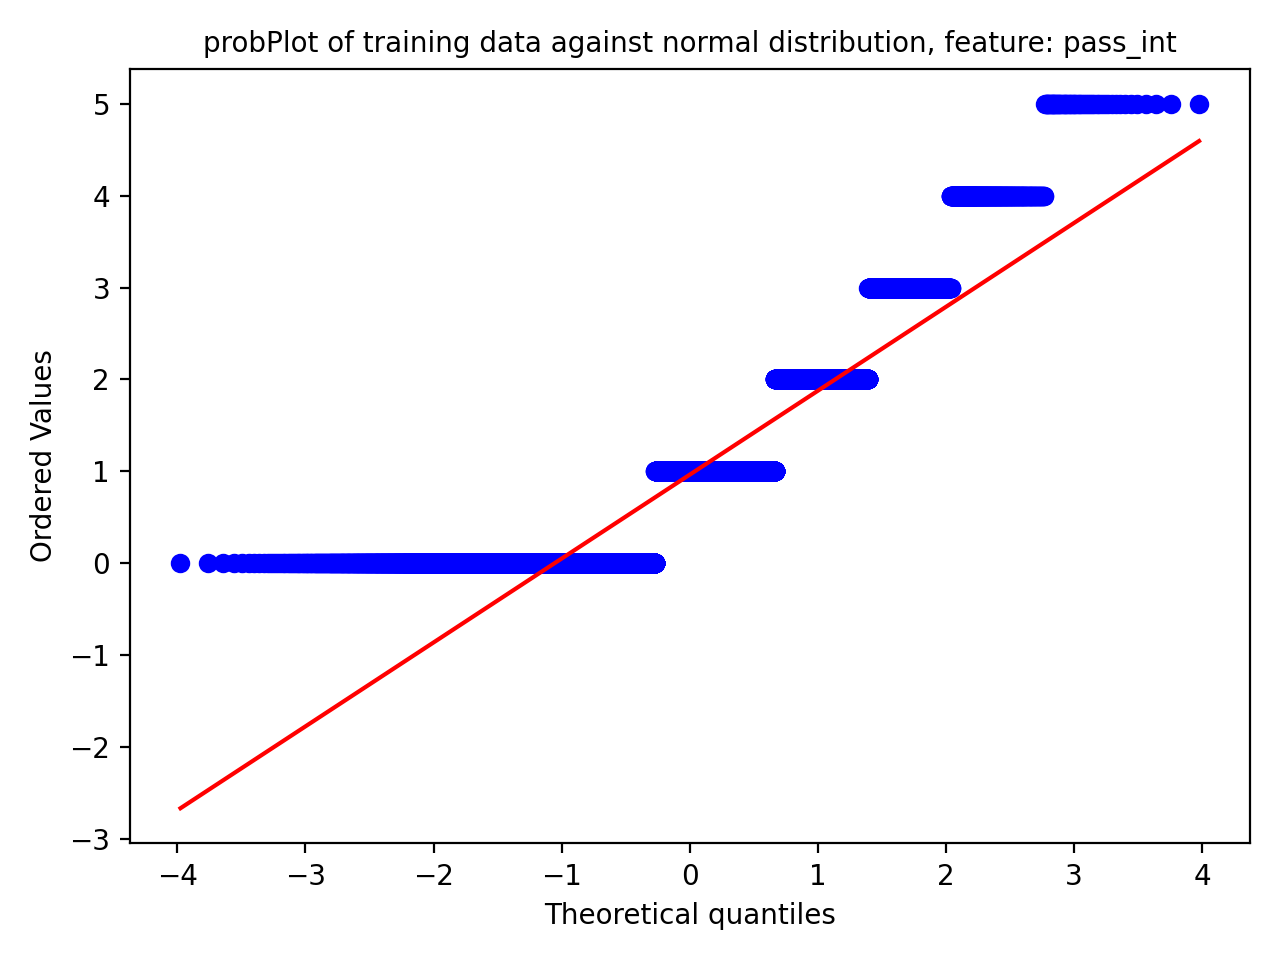 probPlot of training data against normal distribution, feature: pass_int
5
4
3
2
1
0
−1
−2
−3
Ordered Values
−4 −3 −2 −1 0 1 2 3 4
Theoretical quantiles